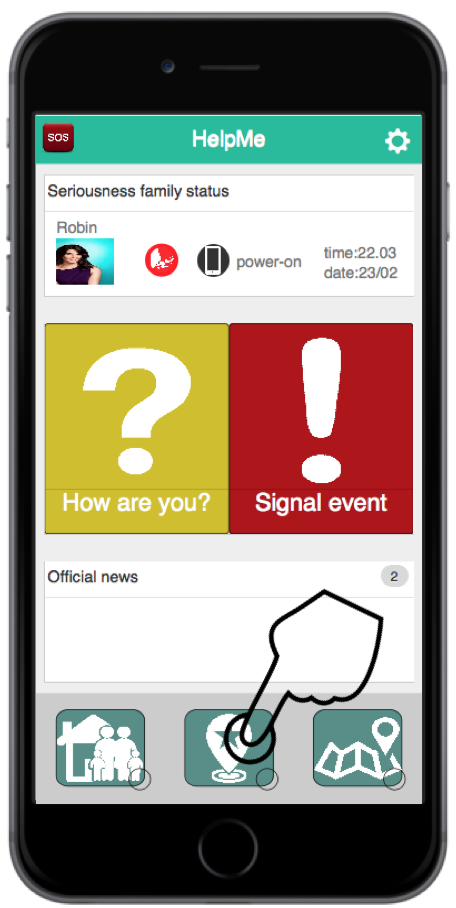 SOS
HelpMe
Seriousness family status
Robin
power-on
time:22.03
date:23/02
?
!
How are you?
Signal event
Official news
2